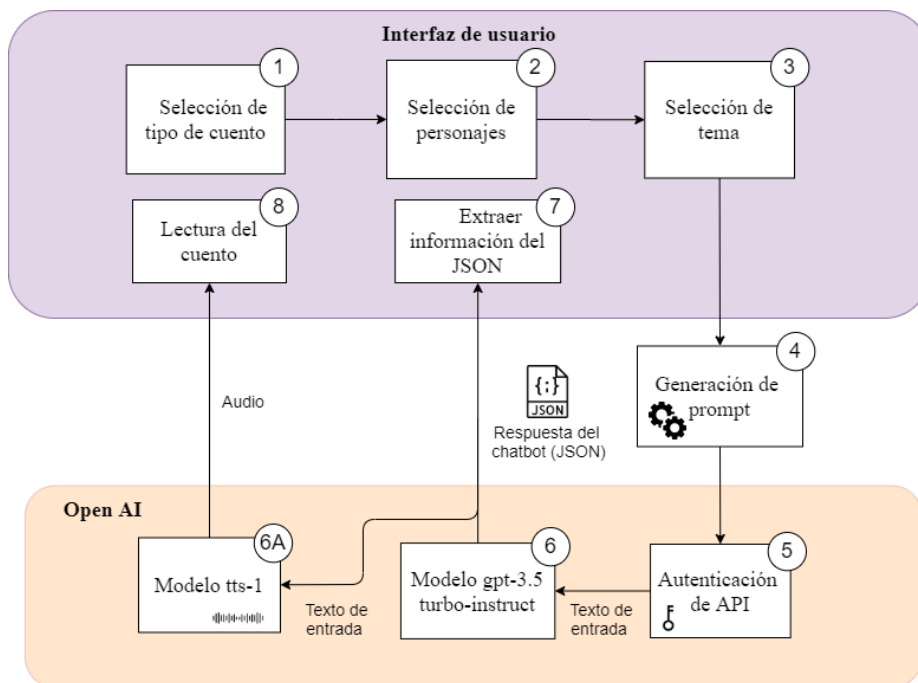 Interfaz de usuario
1
Selección de
tipo de cuento
2
Selección de
personajes
3
Selección de
tema
8
Lectura del
cuento
7
Extraer
información del
JSON
4
Generación de
prompt
Audio
{;}
JSON
Respuesta del
chatbot (JSON)
Open AI
6A
Modelo tts-1
Texto de
entrada
6
Modelo gpt-3.5
turbo-instruct
Texto de
entrada
5
Autenticación
de API